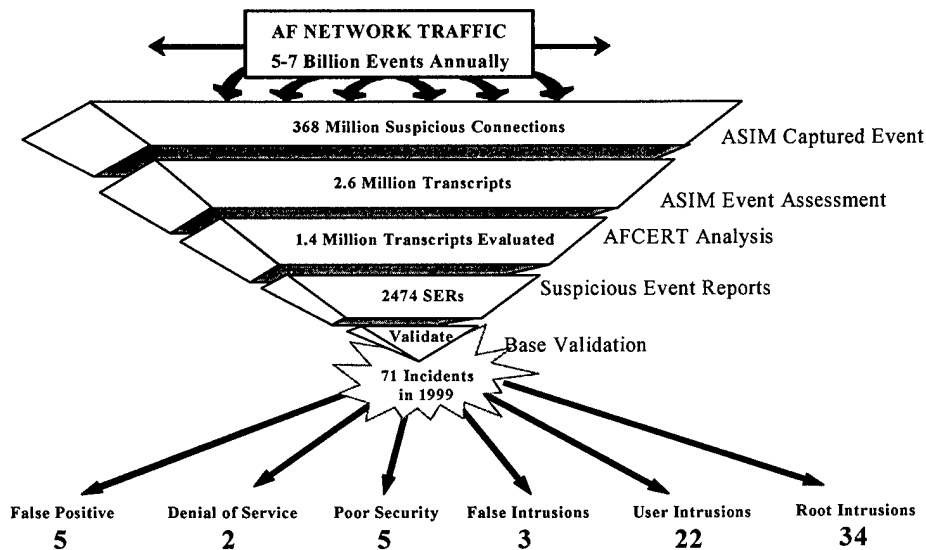 AF NETWORK TRAFFIC
5-7 Billion Events Annually
368 Million Suspicious Connections
ASIM Captured Event
2.6 Million Transcripts
ASIM Event Assessment
1.4 Million Transcripts Evaluated
AFCERT Analysis
2474 SERs
Suspicious Event Reports
Validate
Base Validation
71 Incidents
in 1999
False Positive
5
Denial of Service
2
Poor Security
5
False Intrusions
3
User Intrusions
22
Root Intrusions
34